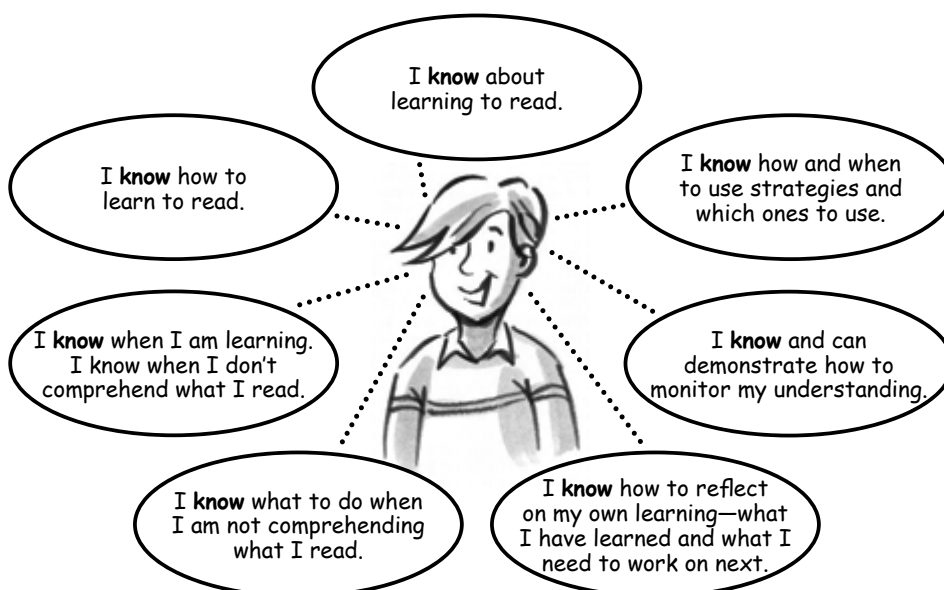 I know about
learning to read.
I know how to
learn to read.
I know how and when
to use strategies and
which ones to use.
I know when I am learning.
I know when I don't
comprehend what I read.
I know and can
demonstrate how to
monitor my understanding.
I know what to do when
I am not comprehending
what I read.
I know how to reflect
on my own learning—what
I have learned and what I
need to work on next.